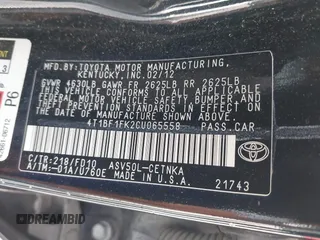 MFD. BY:
TOYOTA MOTOR MANUFACTURING,
KENTUCKY, INC. 02/12
GVWR 4630LB GAWR FR 2625LB RR 2625LB
THIS VEHICLE CONFORMS TO ALL APPLICABLE
FEDERAL MOTOR VEHICLE SAFETY, BUMPER,
AND THEFT PREVENTION STANDARDS IN
EFFECT ON THE DATE OF MANUFACTURE
SHOWN ABOVE.
4T1BF1FK2CU065558 PASS. CAR
C/TR: 218/FD10 ASV50L-CETNKA
A/TM: -01A/U760E MADE IN U.S.A.
TOYOTA
21743
P6
3
DREAMBID